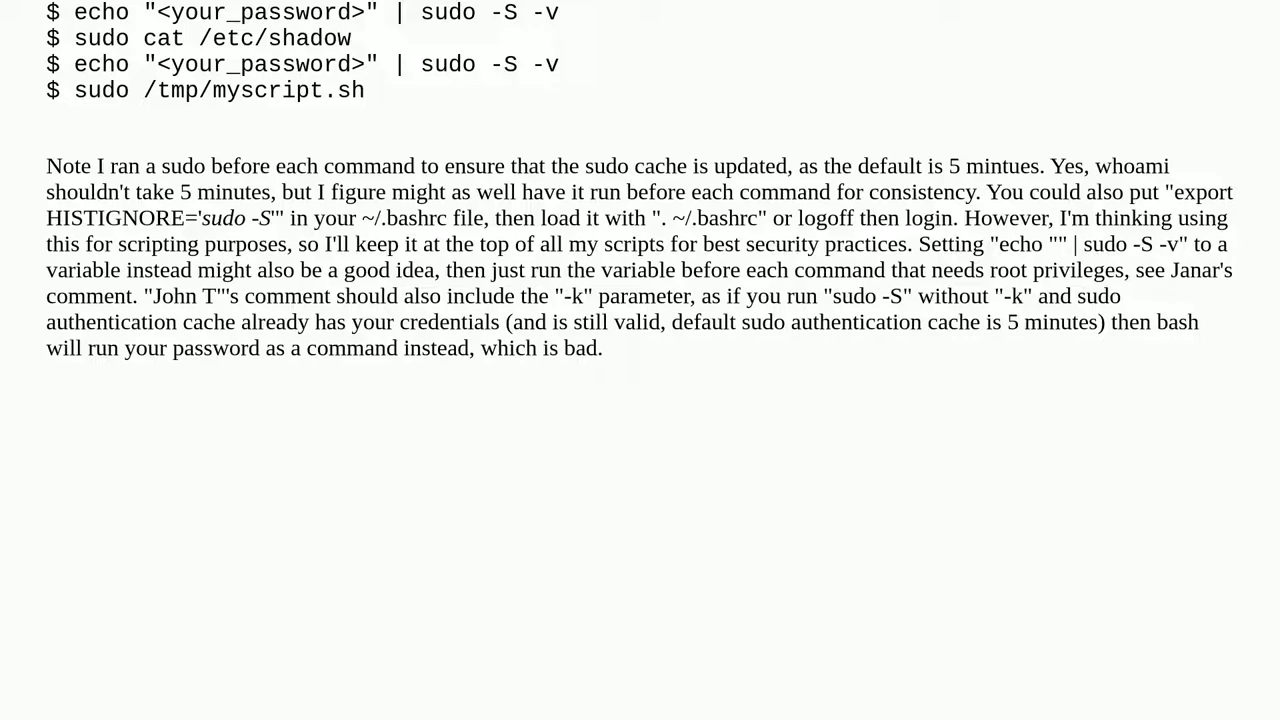 $ echo "<your_password>" | sudo -S -v
$ sudo cat /etc/shadow
$ echo "<your_password>" | sudo -S -v
$ sudo /tmp/myscript.sh
Note I ran a sudo before each command to ensure that the sudo cache is updated, as the default is 5 mintues. Yes, whoami
shouldn't take 5 minutes, but I figure might as well have it run before each command for consistency. You could also put "export
HISTIGNORE='sudo -S'" in your ~/.bashrc file, then load it with ". ~/.bashrc" or logoff then login. However, I'm thinking using
this for scripting purposes, so I'll keep it at the top of all my scripts for best security practices. Setting "echo "" | sudo -S -v" to a
variable instead might also be a good idea, then just run the variable before each command that needs root privileges, see Janar's
comment. "John T"'s comment should also include the "-k" parameter, as if you run "sudo -S" without "-k" and sudo
authentication cache already has your credentials (and is still valid, default sudo authentication cache is 5 minutes) then bash
will run your password as a command instead, which is bad.